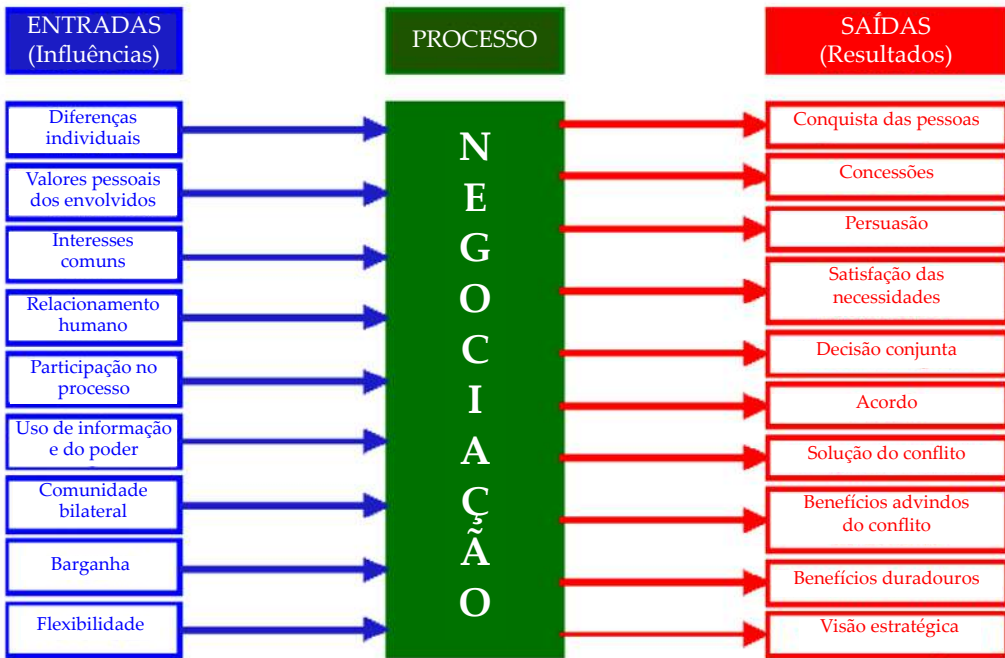 ENTRADAS
(Influências)
Diferenças
individuais
Valores pessoais
dos envolvidos
Interesses
comuns
Relacionamento
humano
Participação no
processo
Uso de informação
e do poder
Comunidade
bilateral
Barganha
Flexibilidade
PROCESSO
N
E
G
O
C
I
A
Ç
Ã
O
SAÍDAS
(Resultados)
Conquista das pessoas
Concessões
Persuasão
Satisfação das
necessidades
Decisão conjunta
Acordo
Solução do conflito
Benefícios advindos
do conflito
Benefícios duradouros
Visão estratégica